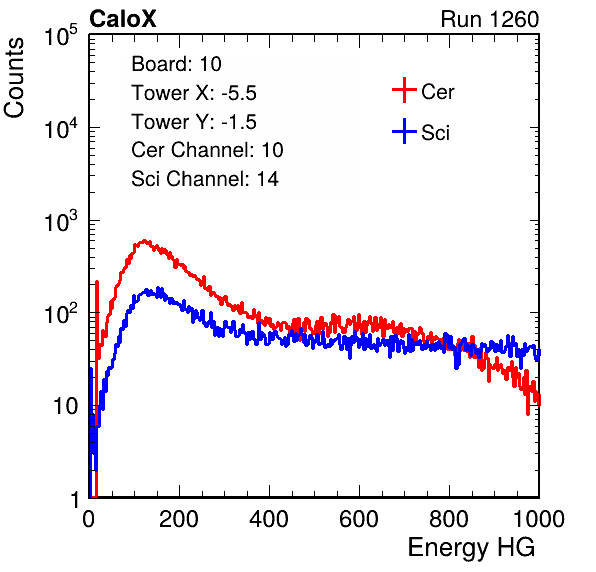 CaloX Run 1260
Counts
10^5
10^4
10^3
10^2
10
1
Board: 10
Tower X: -5.5
Tower Y: -1.5
Cer Channel: 10
Sci Channel: 14
Cer
Sci
0 200 400 600 800 1000
Energy HG